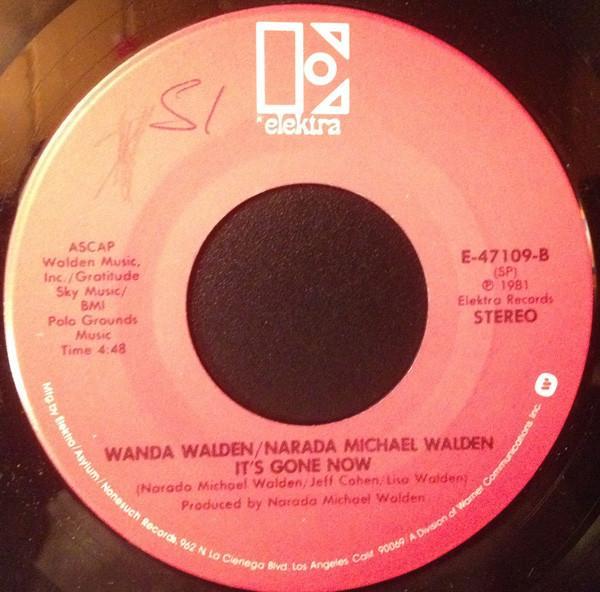 S1
elektra
ASCAP
Walden Music,
Inc./Gratitude
Sky Music/
BMI
Polo Grounds
Music
Time 4:48
E-47109-B
(SP)
℗ 1981
Elektra Records
STEREO
WANDA WALDEN/NARADA MICHAEL WALDEN
IT'S GONE NOW
(Narada Michael Walden/Jeff Cohen/Lisa Walden)
Produced by Narada Michael Walden
Mfg by Elektra/Asylum/Nonesuch Records, 962 N. La Cienega Blvd. Los Angeles, Calif. 90069. A Division of Warner Communications, Inc.